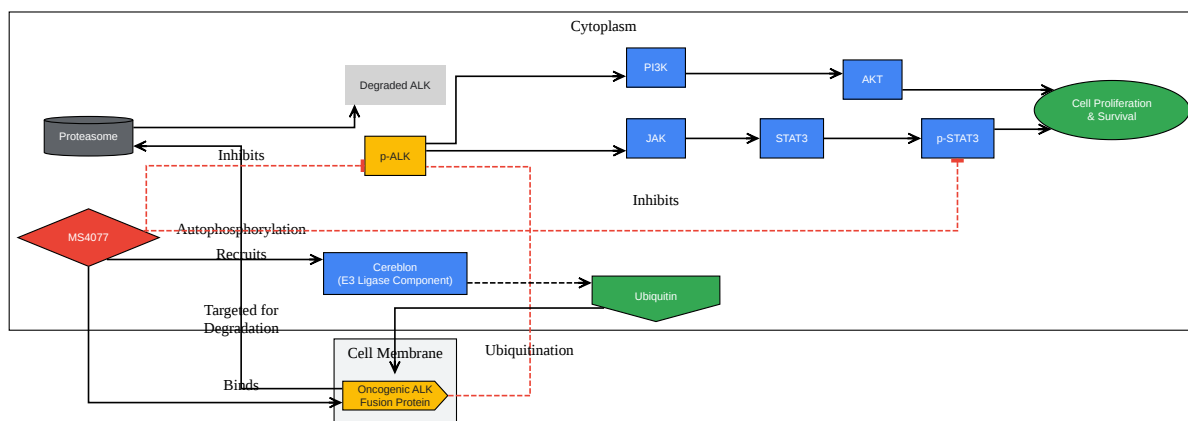 Cytoplasm
PI3K
AKT
Degraded ALK
Cell Proliferation
& Survival
Proteasome
JAK
STAT3
p-STAT3
p-ALK
Inhibits
Inhibits
MS4077
Autophosphorylation
Recruits
Cereblon
(E3 Ligase Component)
Ubiquitin
Targeted for
Degradation
Cell Membrane
Ubiquitination
Binds
Oncogenic ALK
Fusion Protein